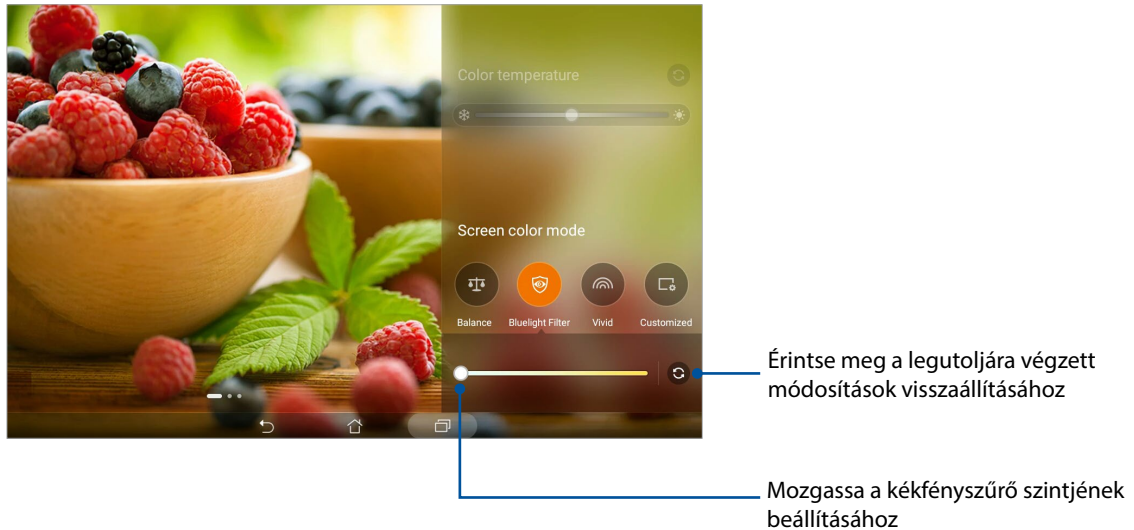 Color temperature
Screen color mode
Balance Bluelight Filter Vivid Customized
Érintse meg a legutoljára végzett
módosítások visszaállításához
Mozgassa a kékfényszűrő szintjének
beállításához